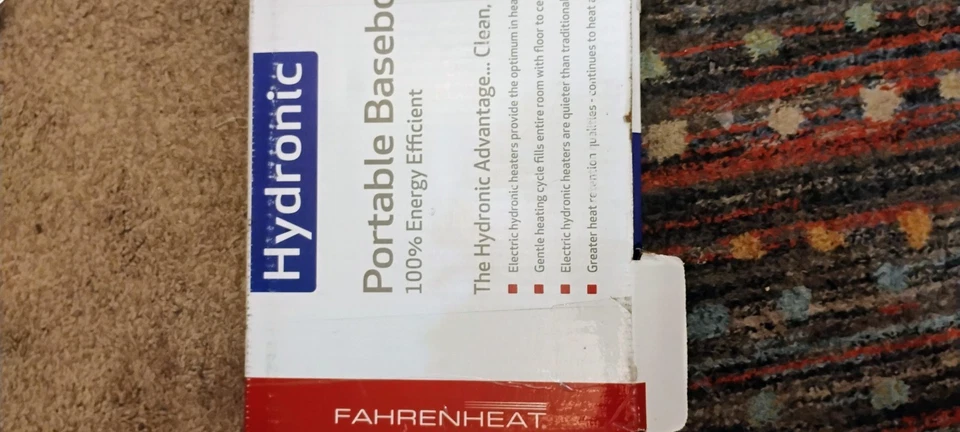 Hydronic
Portable Basebo
100% Energy Efficient
The Hydronic Advantage... Clean,
Electric hydronic heaters provide the optimum in hea
Gentle heating cycle fills entire room with floor to ce
Electric hydronic heaters are quieter than traditional
Greater heat retention qualities - continues to heat a
FAHRENHEAT